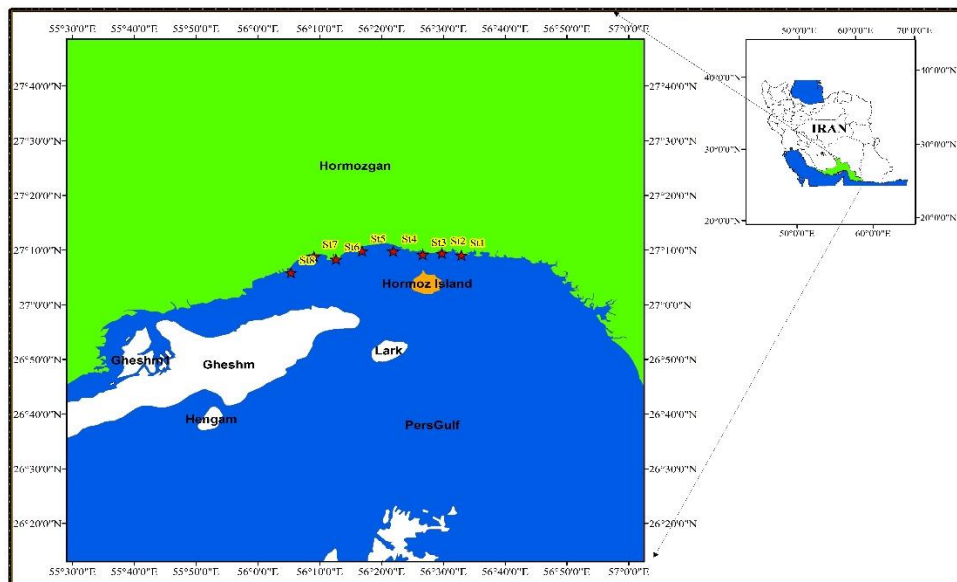 55°30'0"E 55°40'0"E 55°50'0"E 56°0'0"E 56°10'0"E 56°20'0"E 56°30'0"E 56°40'0"E 56°50'0"E 57°0'0"E
27°40'0"N 27°40'0"N
27°30'0"N 27°30'0"N
Hormozgan
27°20'0"N 27°20'0"N
27°10'0"N St8 St7 St6 St5 St4 St3 St2 St1 27°10'0"N
Hormoz Island
27°0'0"N 27°0'0"N
26°50'0"N Gheshm1 Gheshm Lark 26°50'0"N
26°40'0"N Hengam PersGulf 26°40'0"N
26°30'0"N 26°30'0"N
26°20'0"N 26°20'0"N
55°30'0"E 55°40'0"E 55°50'0"E 56°0'0"E 56°10'0"E 56°20'0"E 56°30'0"E 56°40'0"E 56°50'0"E 57°0'0"E
50°0'0"E 60°0'0"E 70°0'0"E
40°0'0"N 40°0'0"N
IRAN
30°0'0"N 30°0'0"N
20°0'0"N 20°0'0"N
50°0'0"E 60°0'0"E